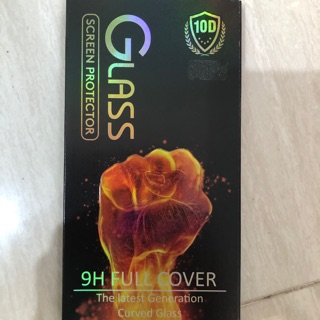 10D
GLASS
SCREEN PROTECTOR
9H FULL COVER
The latest Generation
Curved Glass